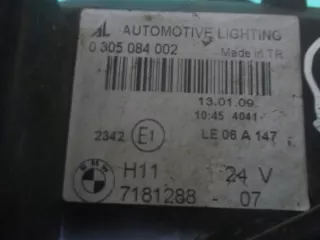 AL AUTOMOTIVE LIGHTING
0 305 084 002 Made in TR
13.01.09.
10:45 4041-
2342 E1 LE 06 A 147
BMW H11 24 V
7181288 - 07